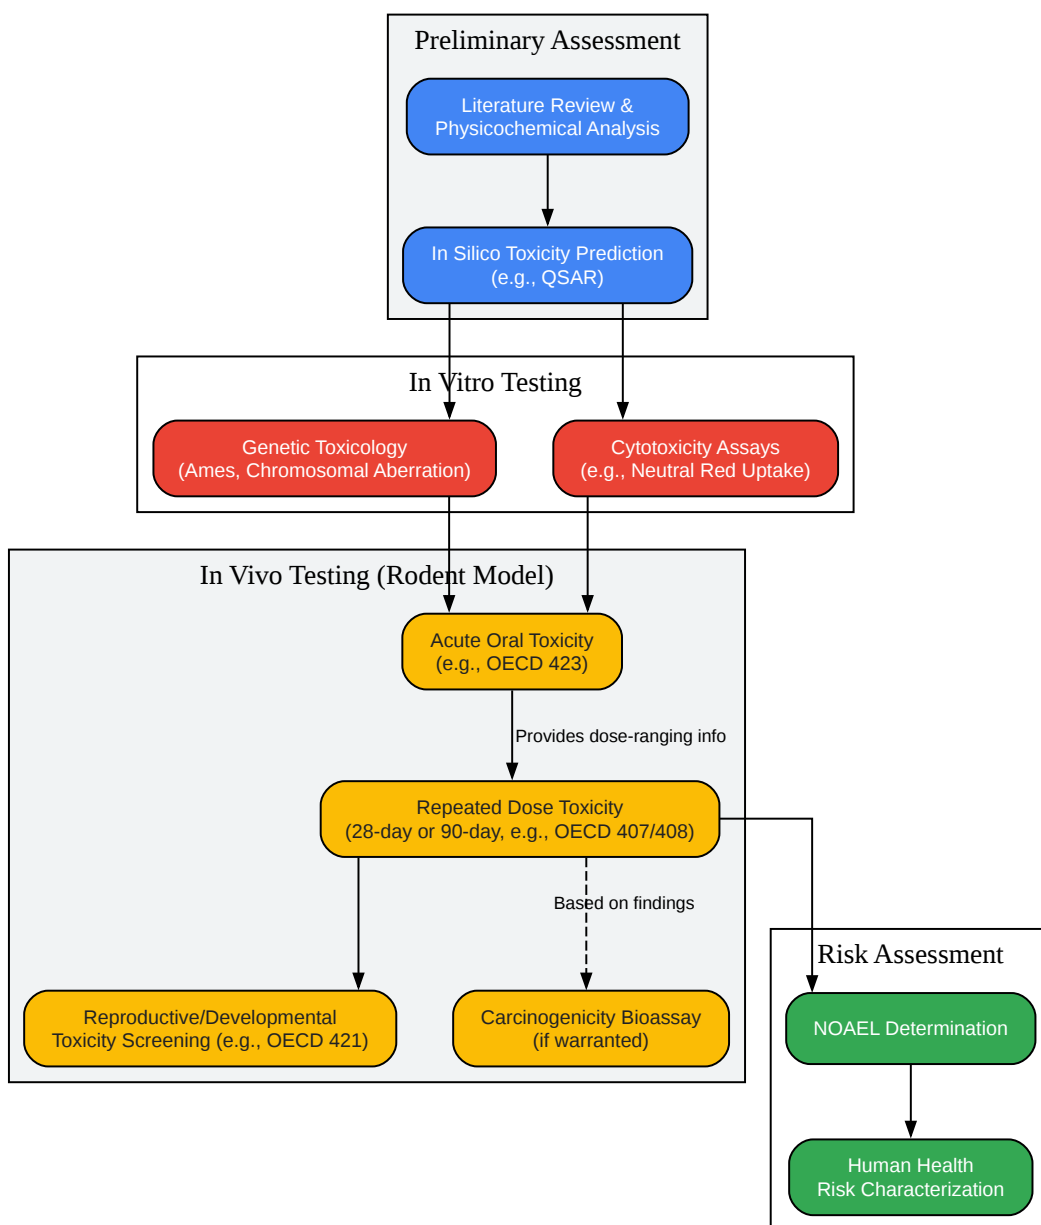 Preliminary Assessment
Literature Review &
Physicochemical Analysis
In Silico Toxicity Prediction
(e.g., QSAR)
In Vitro Testing
Genetic Toxicology
(Ames, Chromosomal Aberration)
Cytotoxicity Assays
(e.g., Neutral Red Uptake)
In Vivo Testing (Rodent Model)
Acute Oral Toxicity
(e.g., OECD 423)
Provides dose-ranging info
Repeated Dose Toxicity
(28-day or 90-day, e.g., OECD 407/408)
Based on findings
Reproductive/Developmental
Toxicity Screening (e.g., OECD 421)
Carcinogenicity Bioassay
(if warranted)
Risk Assessment
NOAEL Determination
Human Health
Risk Characterization